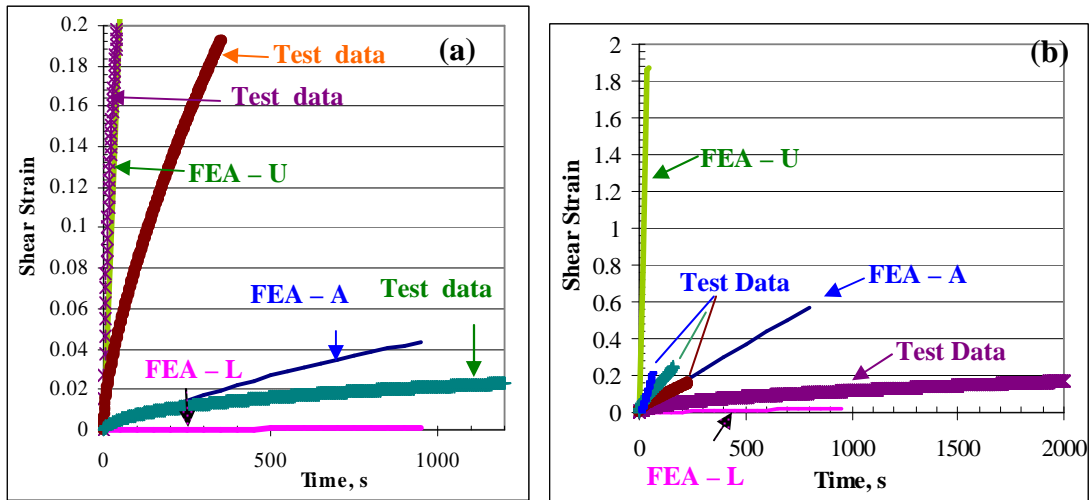 (a)
0.2
0.18
0.16
0.14
0.12
0.1
0.08
0.06
0.04
0.02
0
Shear Strain
Test data
Test data
FEA – U
FEA – A
Test data
FEA – L
0
500
1000
Time, s
(b)
2
1.8
1.6
1.4
1.2
1
0.8
0.6
0.4
0.2
0
Shear Strain
FEA – U
Test Data
FEA – A
Test Data
FEA – L
0
500
1000
1500
2000
Time, s